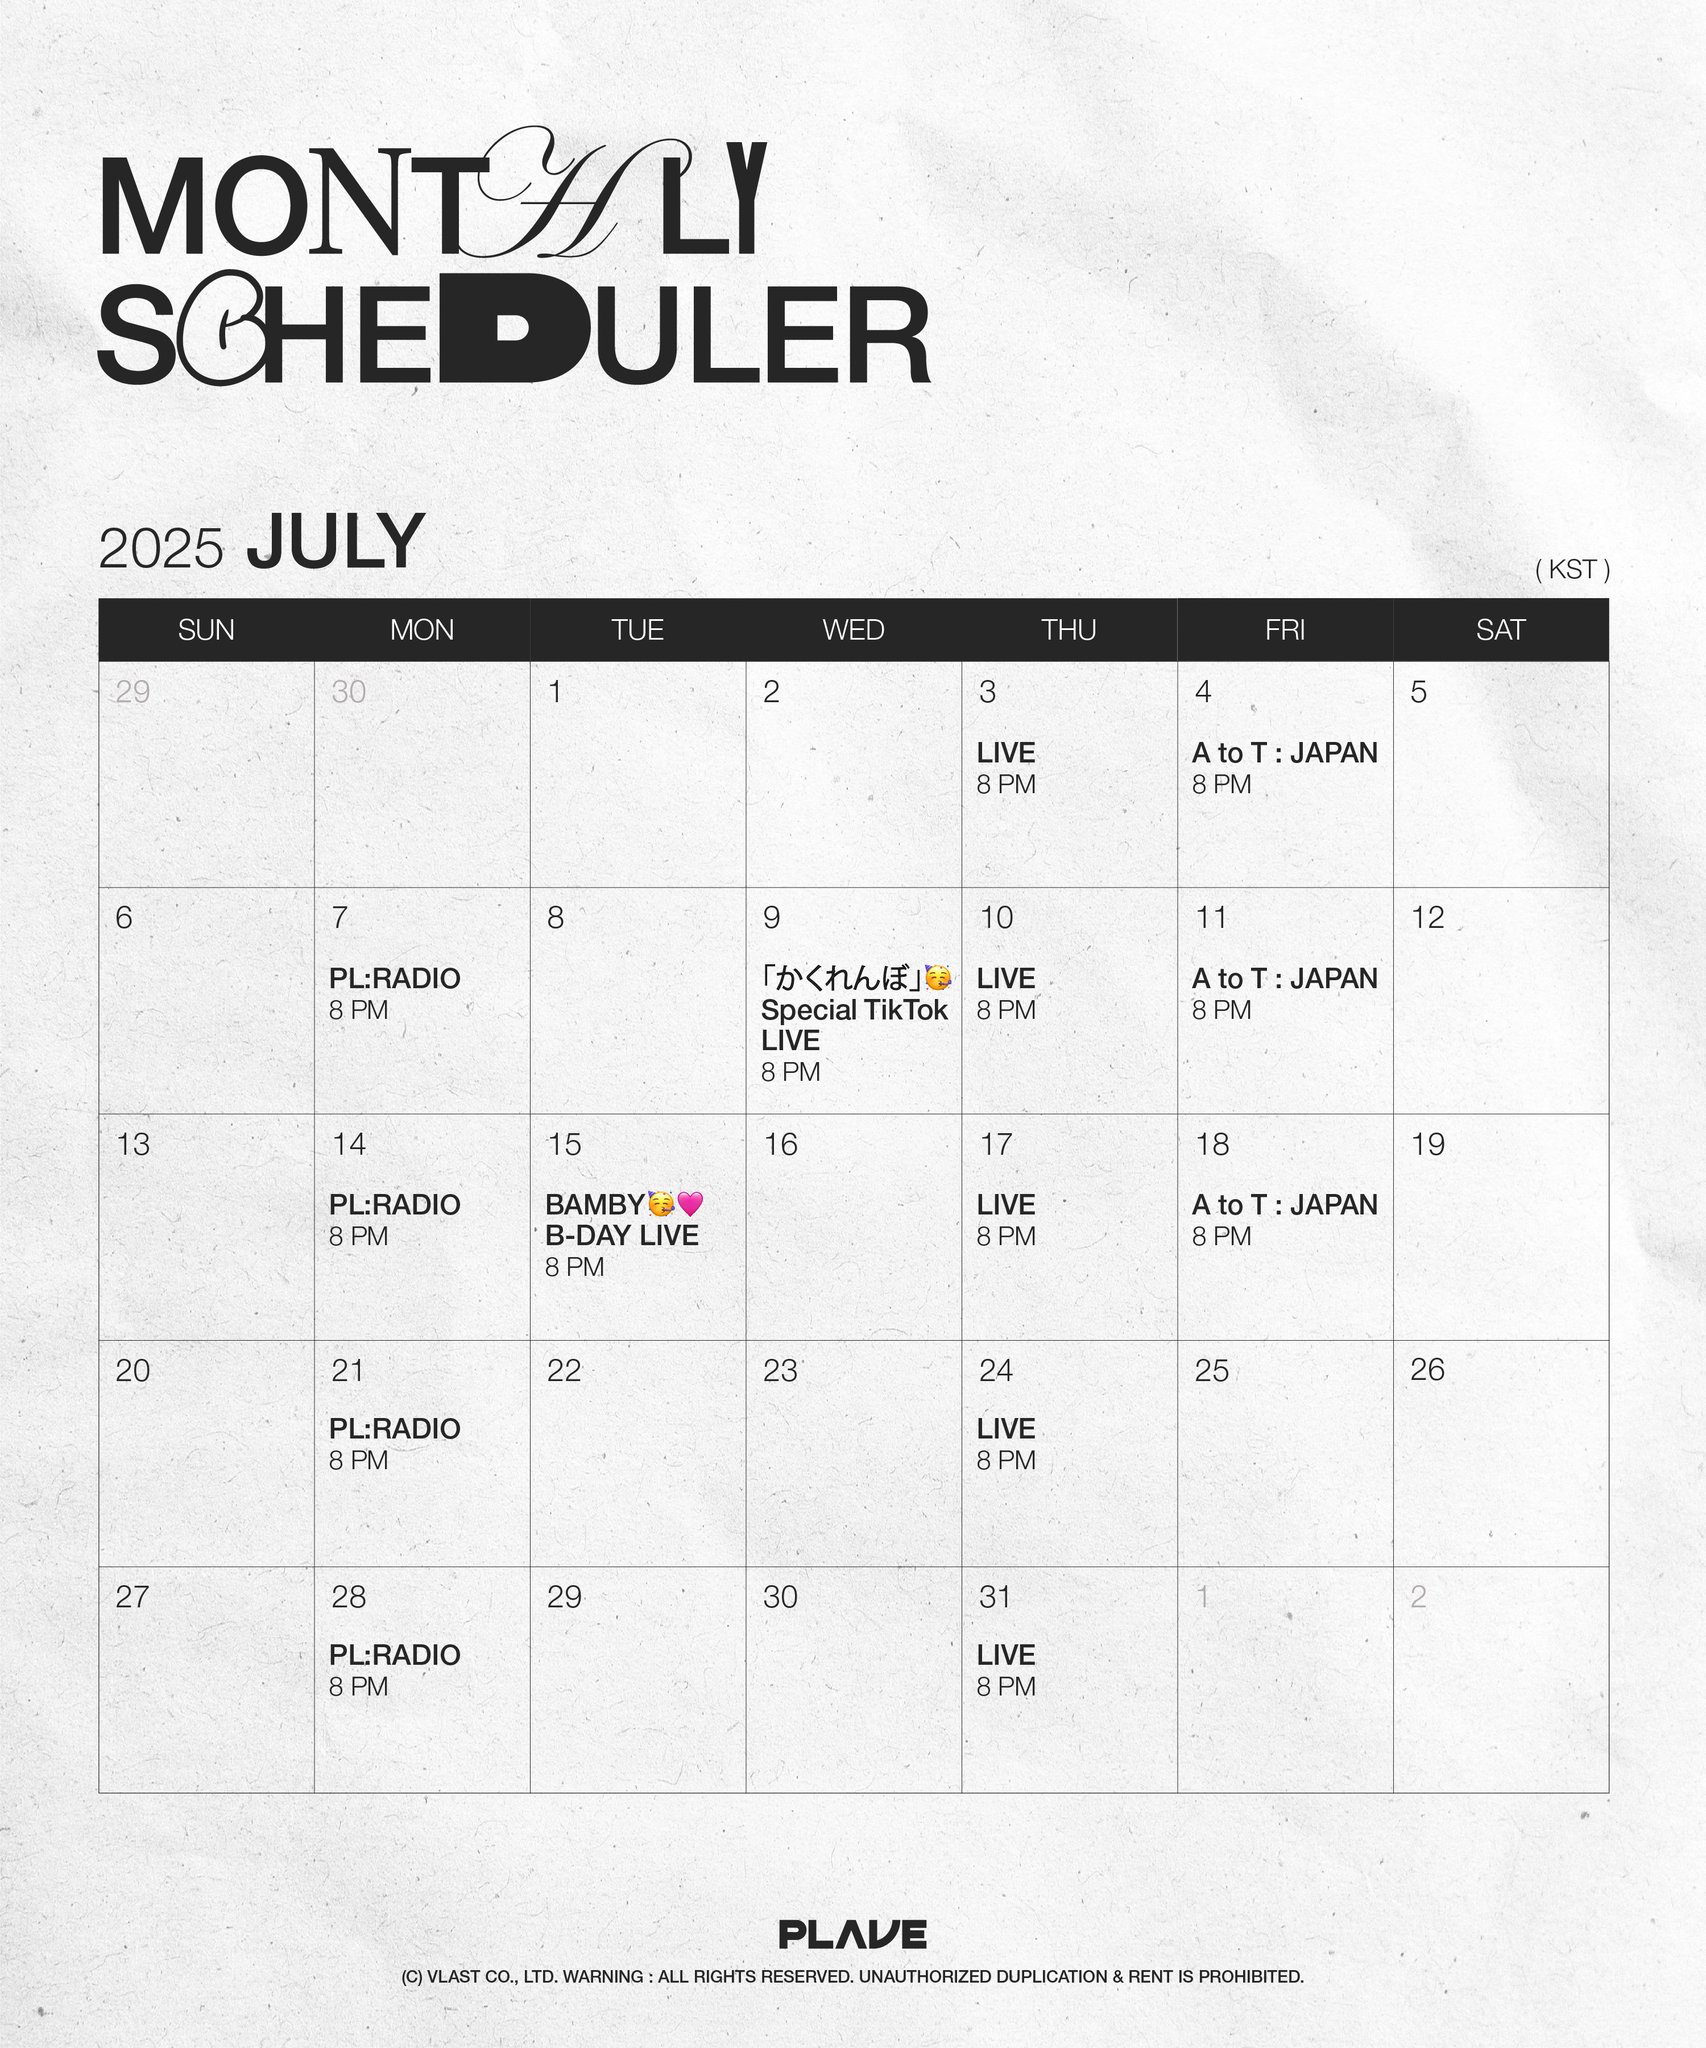 MONTHLY
SCHEDULER
2025 JULY
( KST )
SUN MON TUE WED THU FRI SAT
29 30 1 2 3 4 5
LIVE A to T : JAPAN
8 PM 8 PM
6 7 8 9 10 11 12
PL:RADIO 「かくれんぼ」🥳 LIVE A to T : JAPAN
8 PM Special TikTok 8 PM 8 PM
LIVE
8 PM
13 14 15 16 17 18 19
PL:RADIO BAMBY🥳🩷 LIVE A to T : JAPAN
8 PM B-DAY LIVE 8 PM 8 PM
8 PM
20 21 22 23 24 25 26
PL:RADIO LIVE
8 PM 8 PM
27 28 29 30 31 1 2
PL:RADIO LIVE
8 PM 8 PM
PLAVE
(C) VLAST CO., LTD. WARNING : ALL RIGHTS RESERVED. UNAUTHORIZED DUPLICATION & RENT IS PROHIBITED.